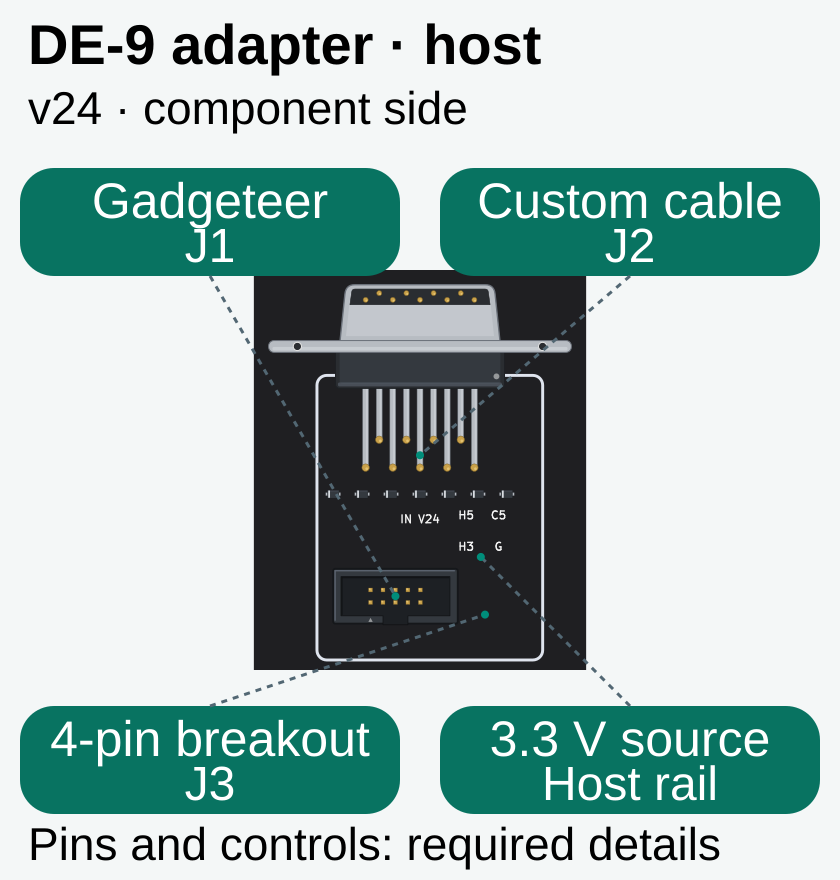 DE-9 adapter · host
v24 · component side
Gadgeteer
J1
Custom cable
J2
IN V24
H5
C5
H3
G
4-pin breakout
J3
3.3 V source
Host rail
Pins and controls: required details